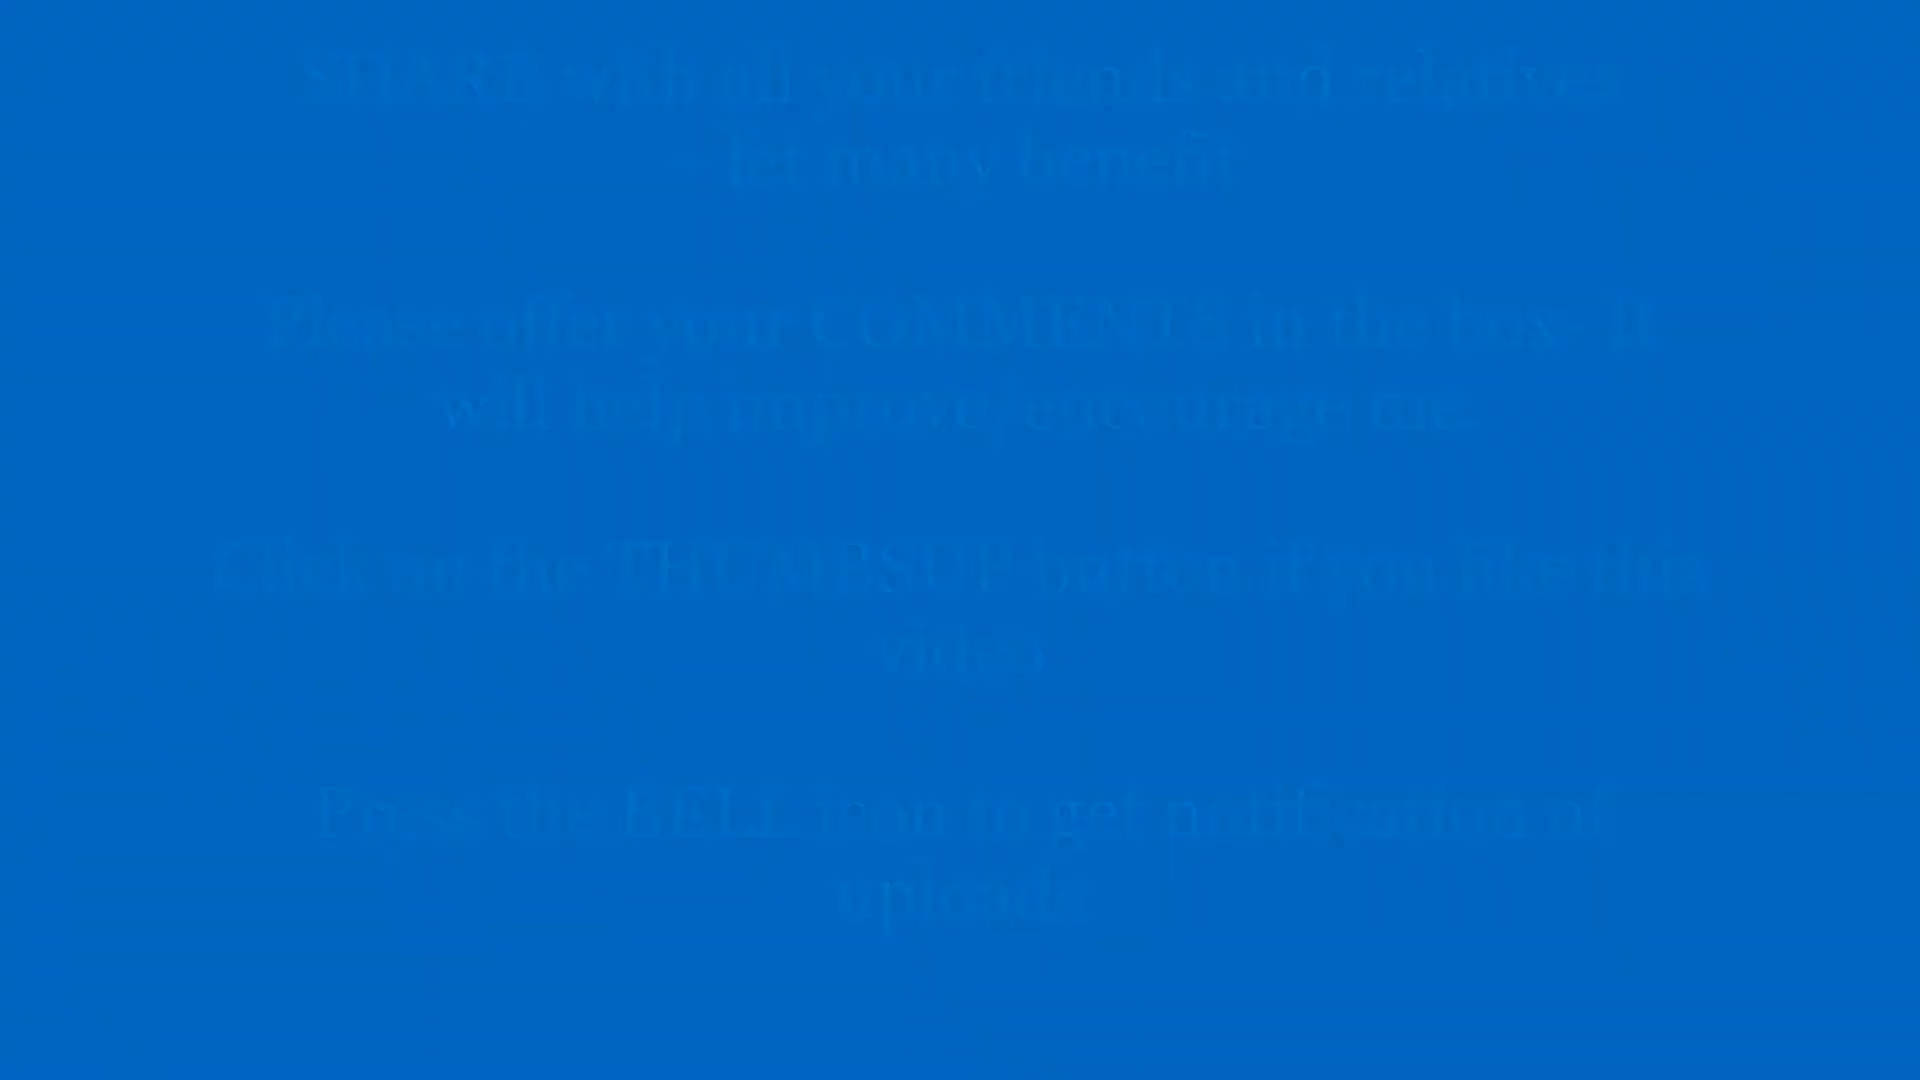 SHARE with all your friends and relatives
let many benefit
Please offer your COMMENTS in the box- It
will help improve/encourage me.
Click on the THUMBSUP button if you like this
video
Press the BELL icon to get notification of
uploads